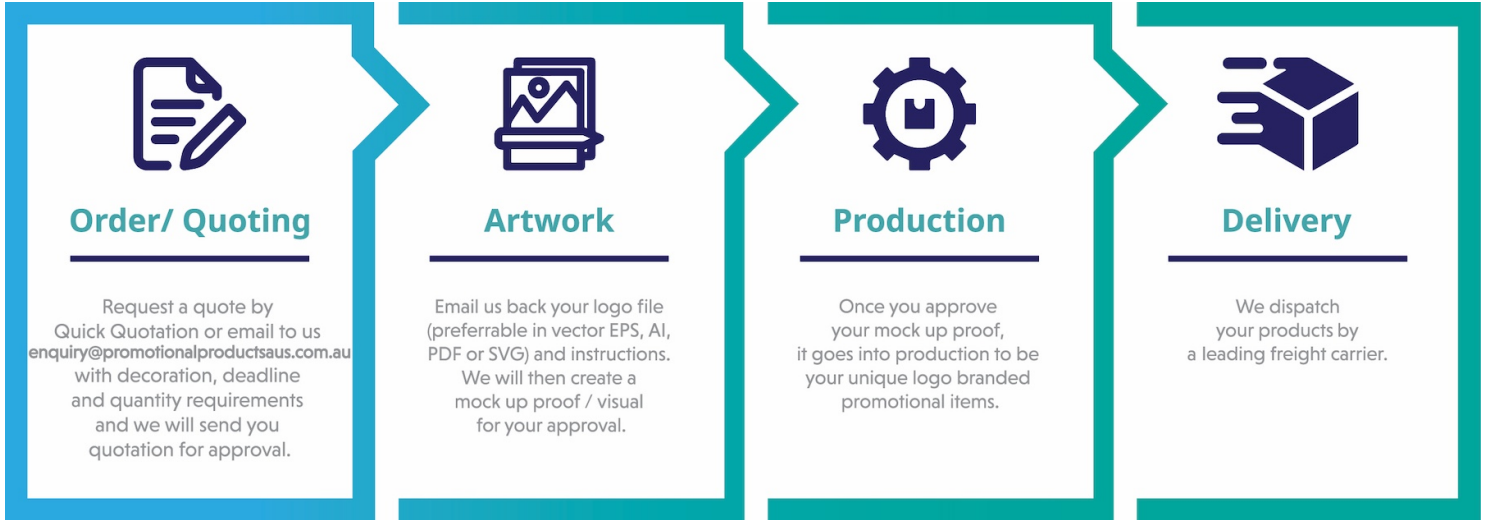 Order/ Quoting
Request a quote by
Quick Quotation or email to us
enquiry@promotionalproductsaus.com.au
with decoration, deadline
and quantity requirements
and we will send you
quotation for approval.
Artwork
Email us back your logo file
(preferrable in vector EPS, AI,
PDF or SVG) and instructions.
We will then create a
mock up proof / visual
for your approval.
Production
Once you approve
your mock up proof,
it goes into production to be
your unique logo branded
promotional items.
Delivery
We dispatch
your products by
a leading freight carrier.